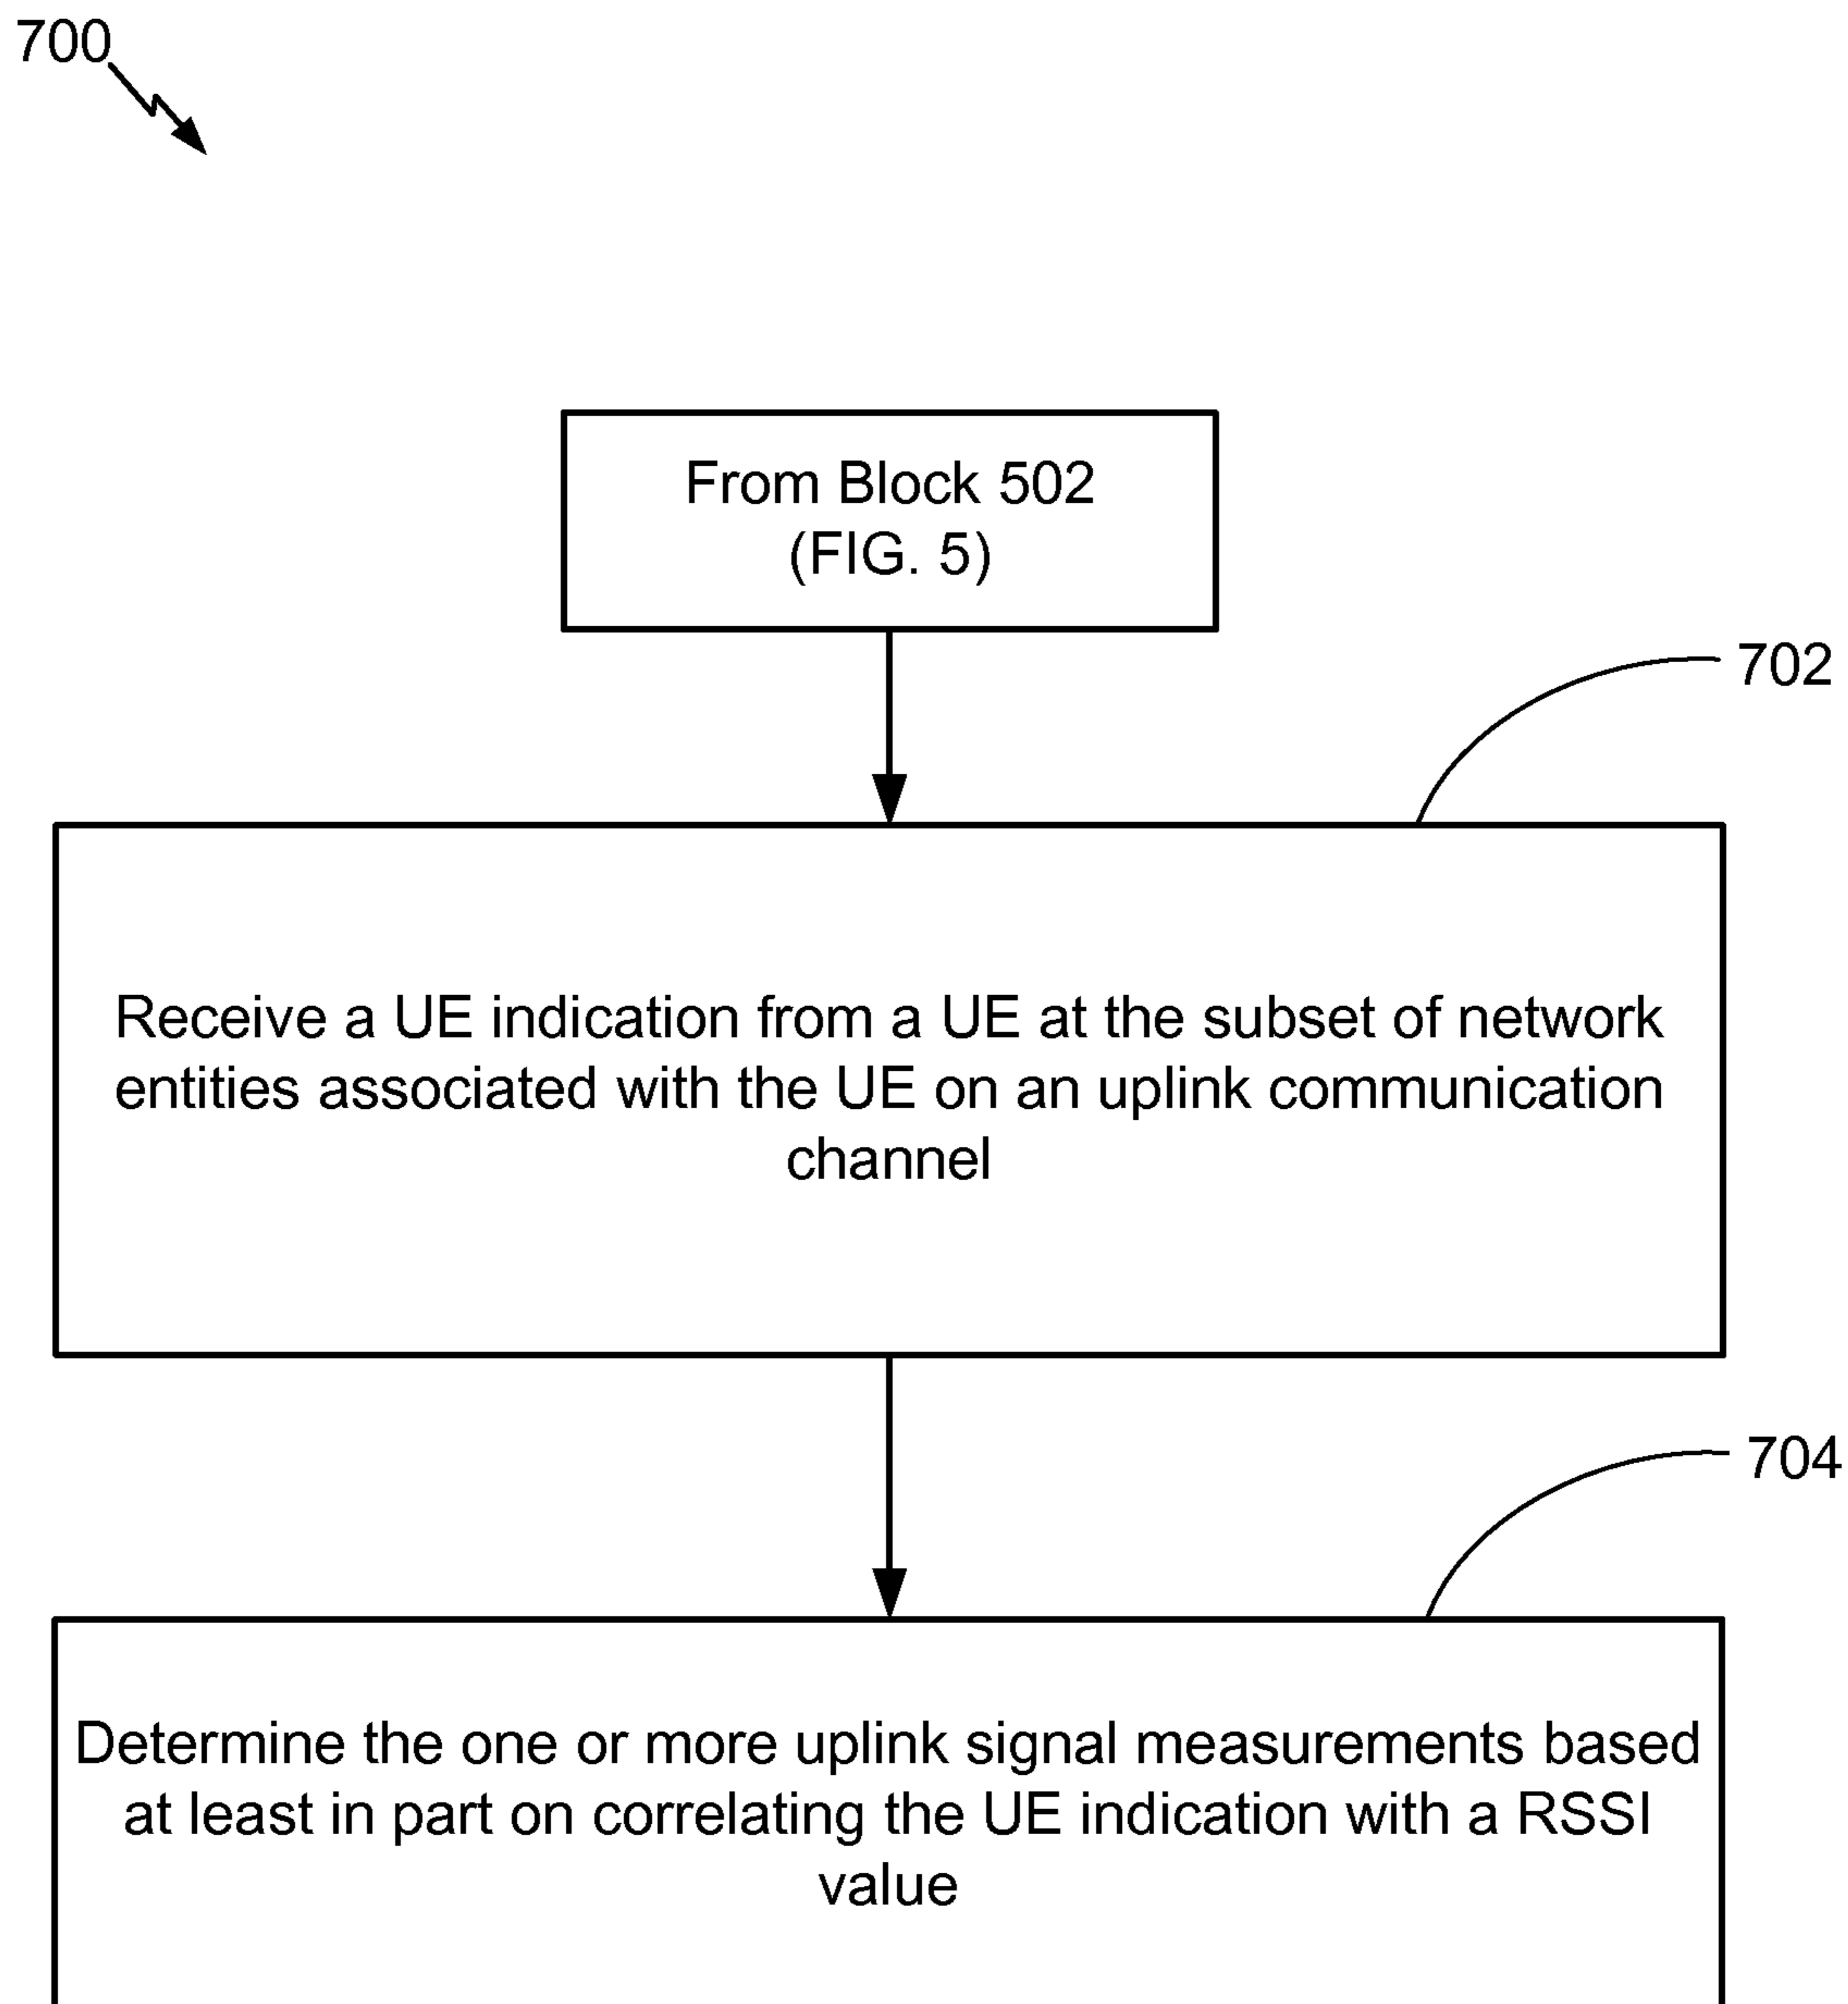 700
From Block 502
(FIG. 5)
702
Receive a UE indication from a UE at the subset of network
entities associated with the UE on an uplink communication
channel
704
Determine the one or more uplink signal measurements based
at least in part on correlating the UE indication with a RSSI
value